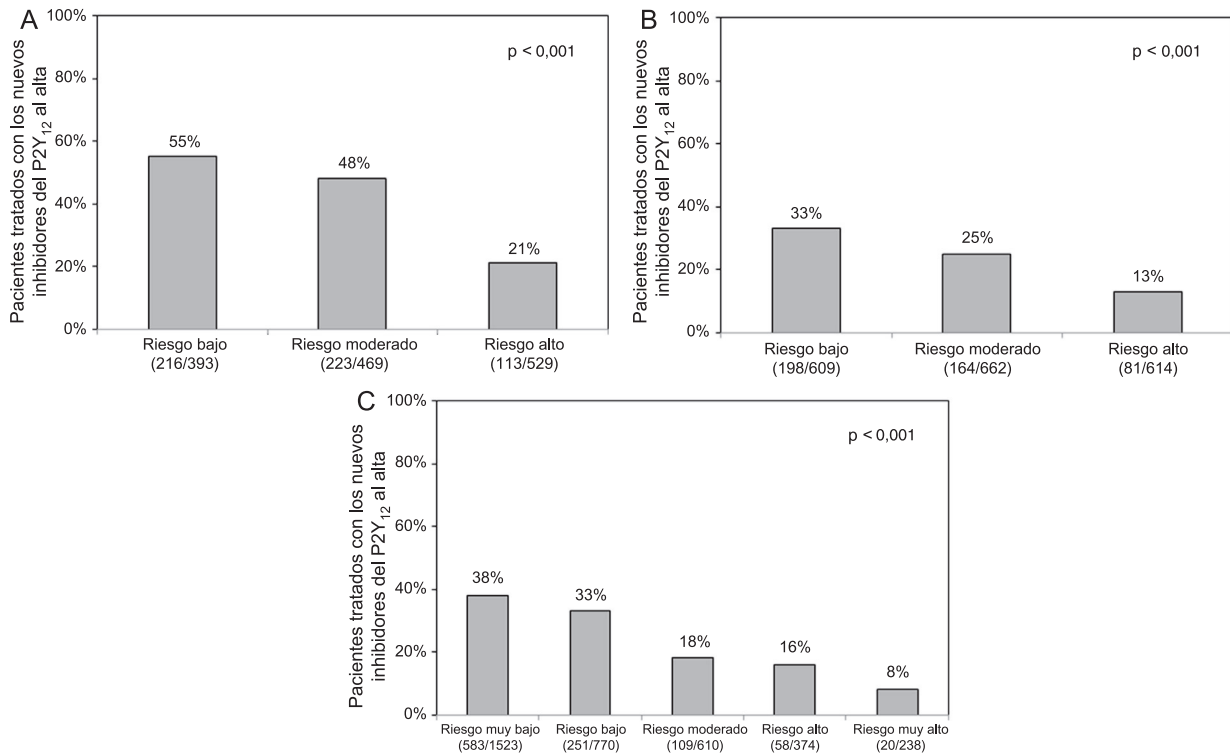 A
Pacientes tratados con los nuevos
inhibidores del P2Y12 al alta
100%
80%
60%
40%
20%
0%
p < 0,001
55%
48%
21%
Riesgo bajo
(216/393)
Riesgo moderado
(223/469)
Riesgo alto
(113/529)
B
Pacientes tratados con los nuevos
inhibidores del P2Y12 al alta
100%
80%
60%
40%
20%
0%
p < 0,001
33%
25%
13%
Riesgo bajo
(198/609)
Riesgo moderado
(164/662)
Riesgo alto
(81/614)
C
Pacientes tratados con los nuevos
inhibidores del P2Y12 al alta
100%
80%
60%
40%
20%
0%
p < 0,001
38%
33%
18%
16%
8%
Riesgo muy bajo
(583/1523)
Riesgo bajo
(251/770)
Riesgo moderado
(109/610)
Riesgo alto
(58/374)
Riesgo muy alto
(20/238)